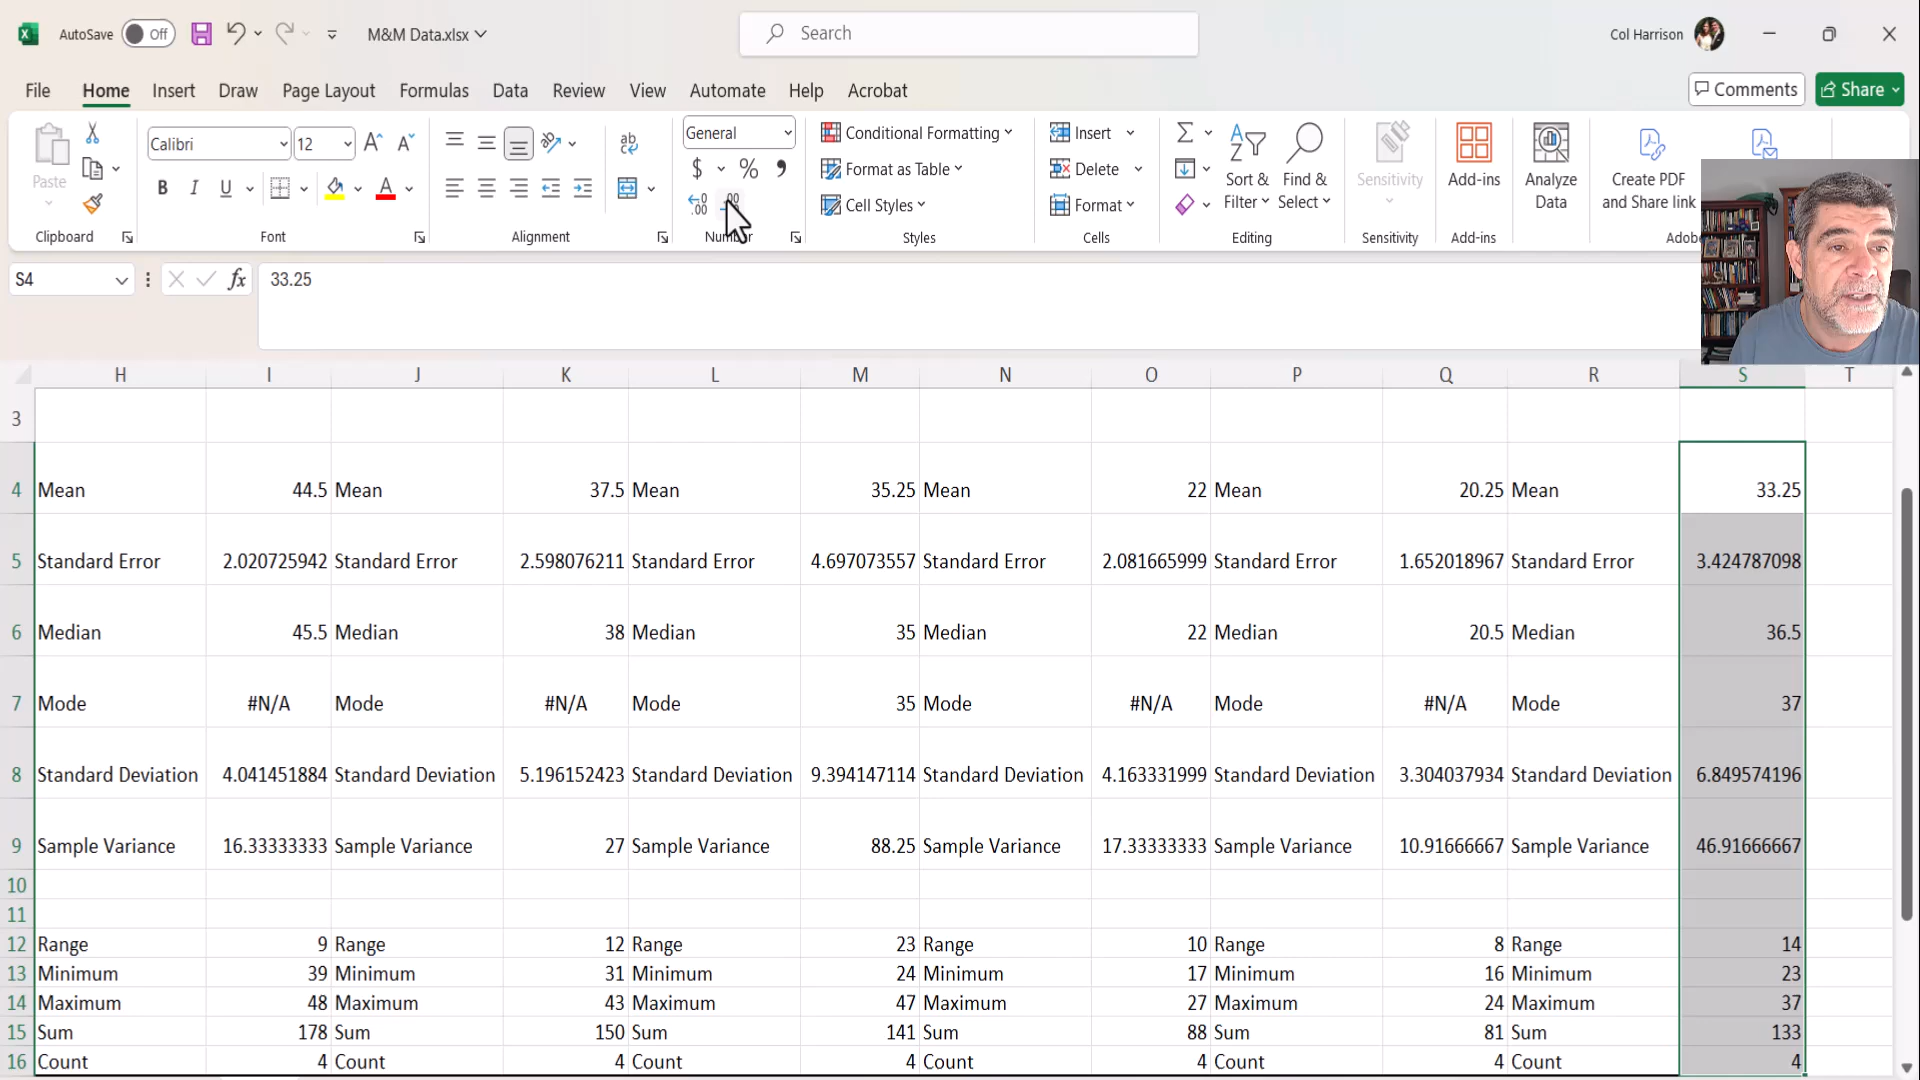 AutoSave Off M&M Data.xlsx Search Col Harrison
File Home Insert Draw Page Layout Formulas Data Review View Automate Help Acrobat Comments Share
Calibri 12 General Conditional Formatting Insert
Paste $ % Format as Table Delete Sort & Filter Find & Select Sensitivity Add-ins Analyze Data Create PDF and Share link
B I U A Cell Styles Format
Clipboard Font Alignment Styles Cells Editing Sensitivity Add-ins
S4 fx 33.25
H I J K L M N O P Q R S T
3
4 Mean 44.5 Mean 37.5 Mean 35.25 Mean 22 Mean 20.25 Mean 33.25
5 Standard Error 2.020725942 Standard Error 2.598076211 Standard Error 4.697073557 Standard Error 2.081665999 Standard Error 1.652018967 Standard Error 3.424787098
6 Median 45.5 Median 38 Median 35 Median 22 Median 20.5 Median 36.5
7 Mode #N/A Mode #N/A Mode 35 Mode #N/A Mode #N/A Mode 37
8 Standard Deviation 4.041451884 Standard Deviation 5.196152423 Standard Deviation 9.394147114 Standard Deviation 4.163331999 Standard Deviation 3.304037934 Standard Deviation 6.849574196
9 Sample Variance 16.33333333 Sample Variance 27 Sample Variance 88.25 Sample Variance 17.33333333 Sample Variance 10.91666667 Sample Variance 46.91666667
10
11
12 Range 9 Range 12 Range 23 Range 10 Range 8 Range 14
13 Minimum 39 Minimum 31 Minimum 24 Minimum 17 Minimum 16 Minimum 23
14 Maximum 48 Maximum 43 Maximum 47 Maximum 27 Maximum 24 Maximum 37
15 Sum 178 Sum 150 Sum 141 Sum 88 Sum 81 Sum 133
16 Count 4 Count 4 Count 4 Count 4 Count 4 Count 4